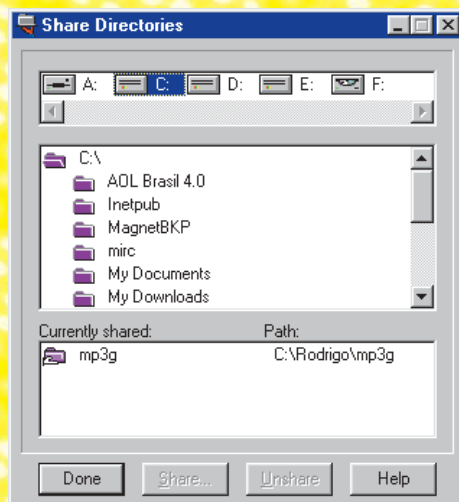 Share Directories
A: C: D: E: F:
C:\
AOL Brasil 4.0
Inetpub
MagnetBKP
mirc
My Documents
My Downloads
Currently shared: Path:
mp3g C:\Rodrigo\mp3g
Done Share... Unshare Help